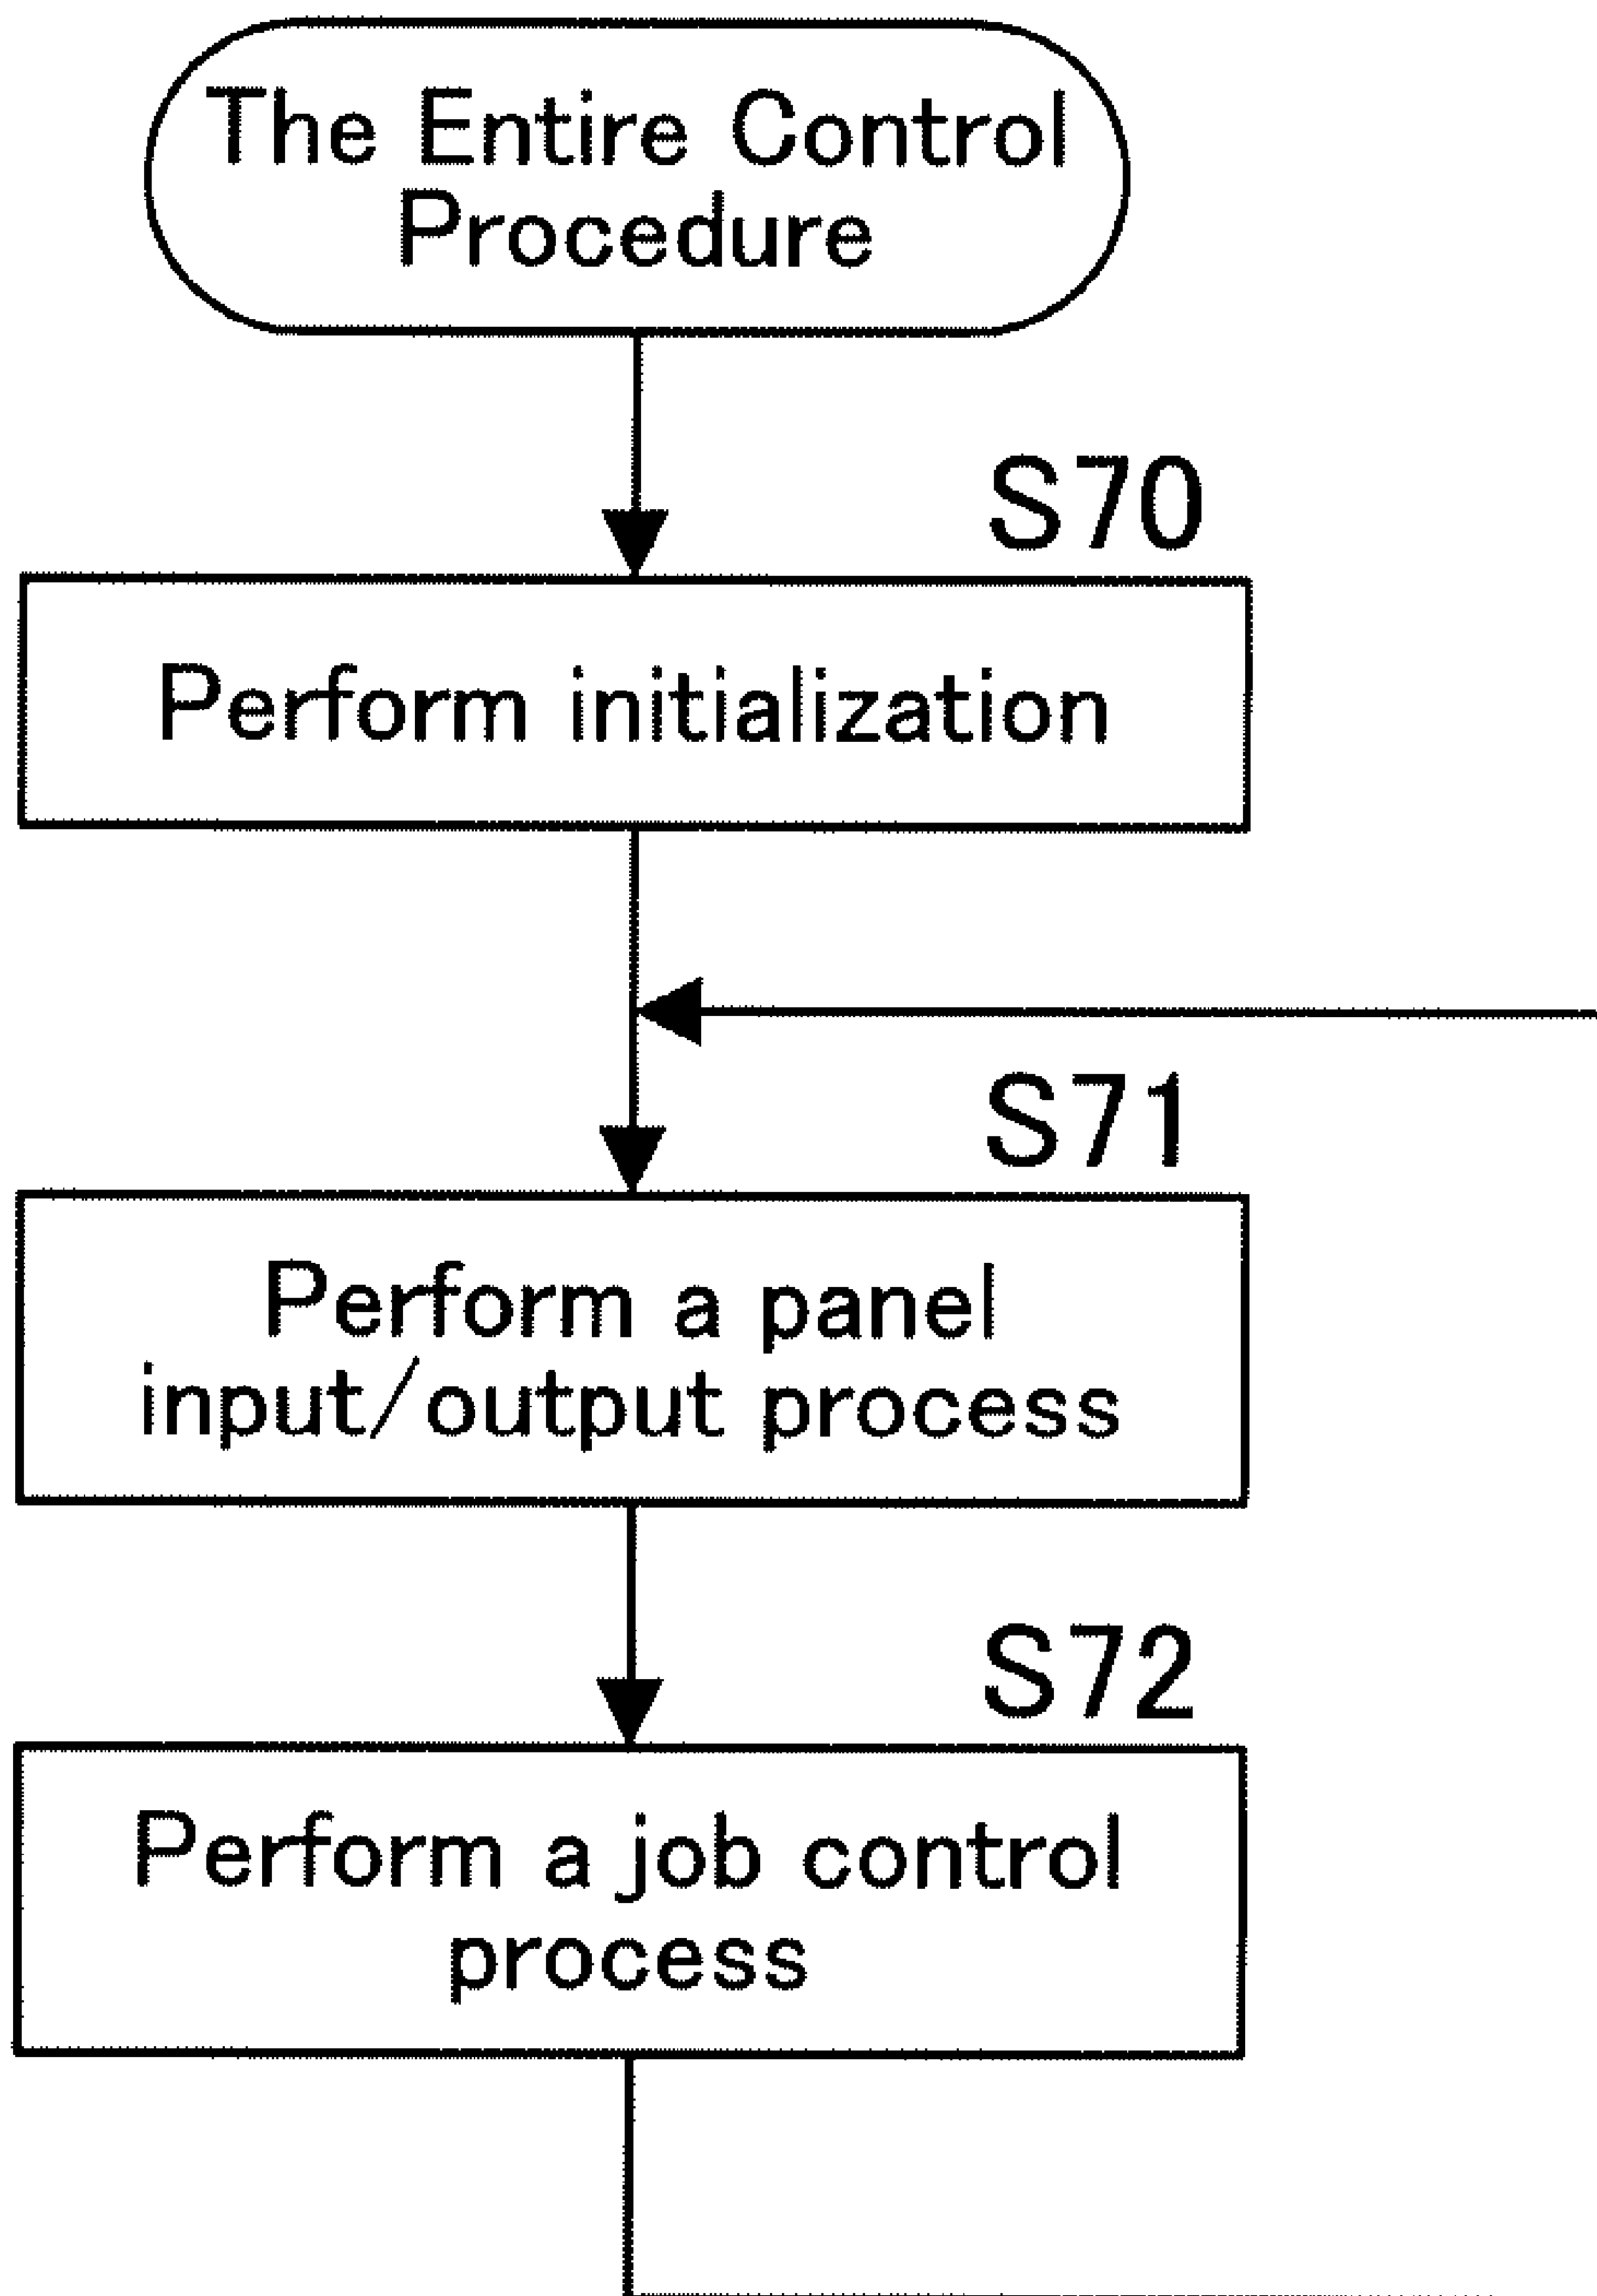 The Entire Control
Procedure
S70
Perform initialization
S71
Perform a panel
input/output process
S72
Perform a job control
process